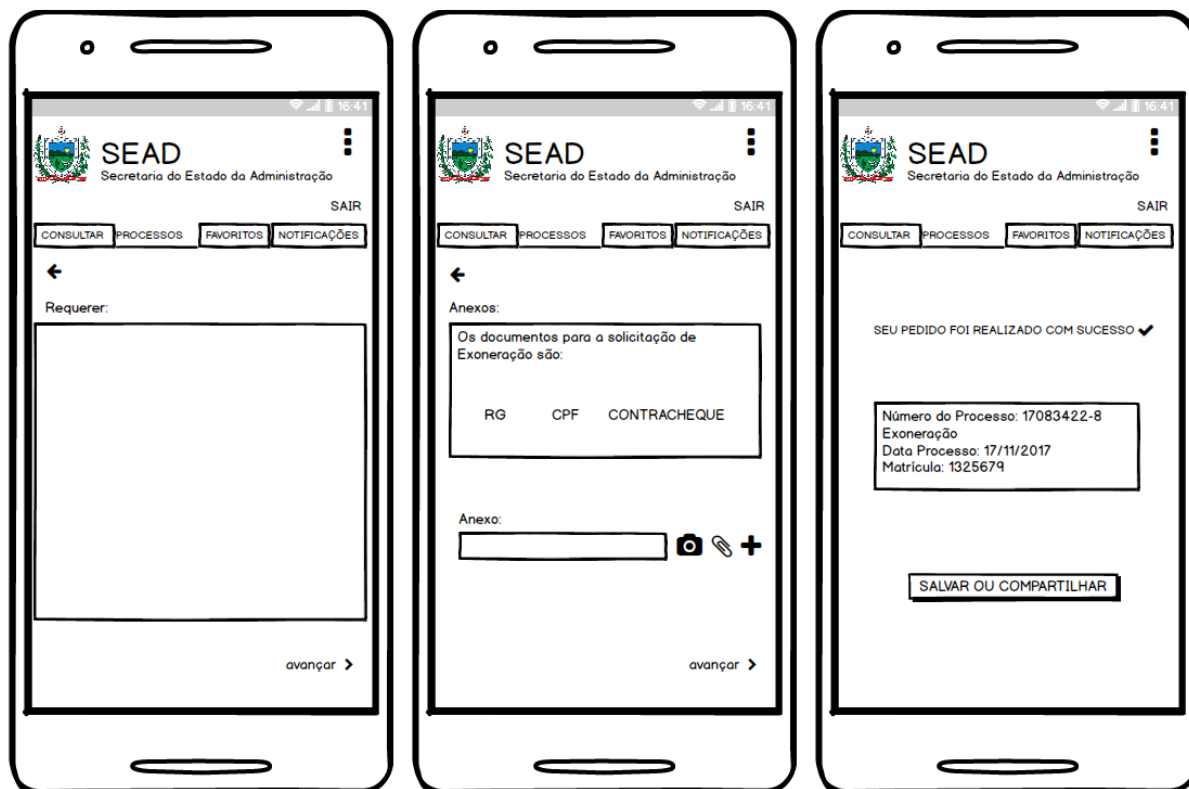 16:41
SEAD
Secretaria do Estado da Administração
SAIR
CONSULTAR PROCESSOS FAVORITOS NOTIFICAÇÕES
Requerer:
avançar
16:41
SEAD
Secretaria do Estado da Administração
SAIR
CONSULTAR PROCESSOS FAVORITOS NOTIFICAÇÕES
Anexos:
Os documentos para a solicitação de
Exoneração são:
RG CPF CONTRACHEQUE
Anexo:
avançar
16:41
SEAD
Secretaria do Estado da Administração
SAIR
CONSULTAR PROCESSOS FAVORITOS NOTIFICAÇÕES
SEU PEDIDO FOI REALIZADO COM SUCESSO
Número do Processo: 17083422-8
Exoneração
Data Processo: 17/11/2017
Matrícula: 1325679
SALVAR OU COMPARTILHAR